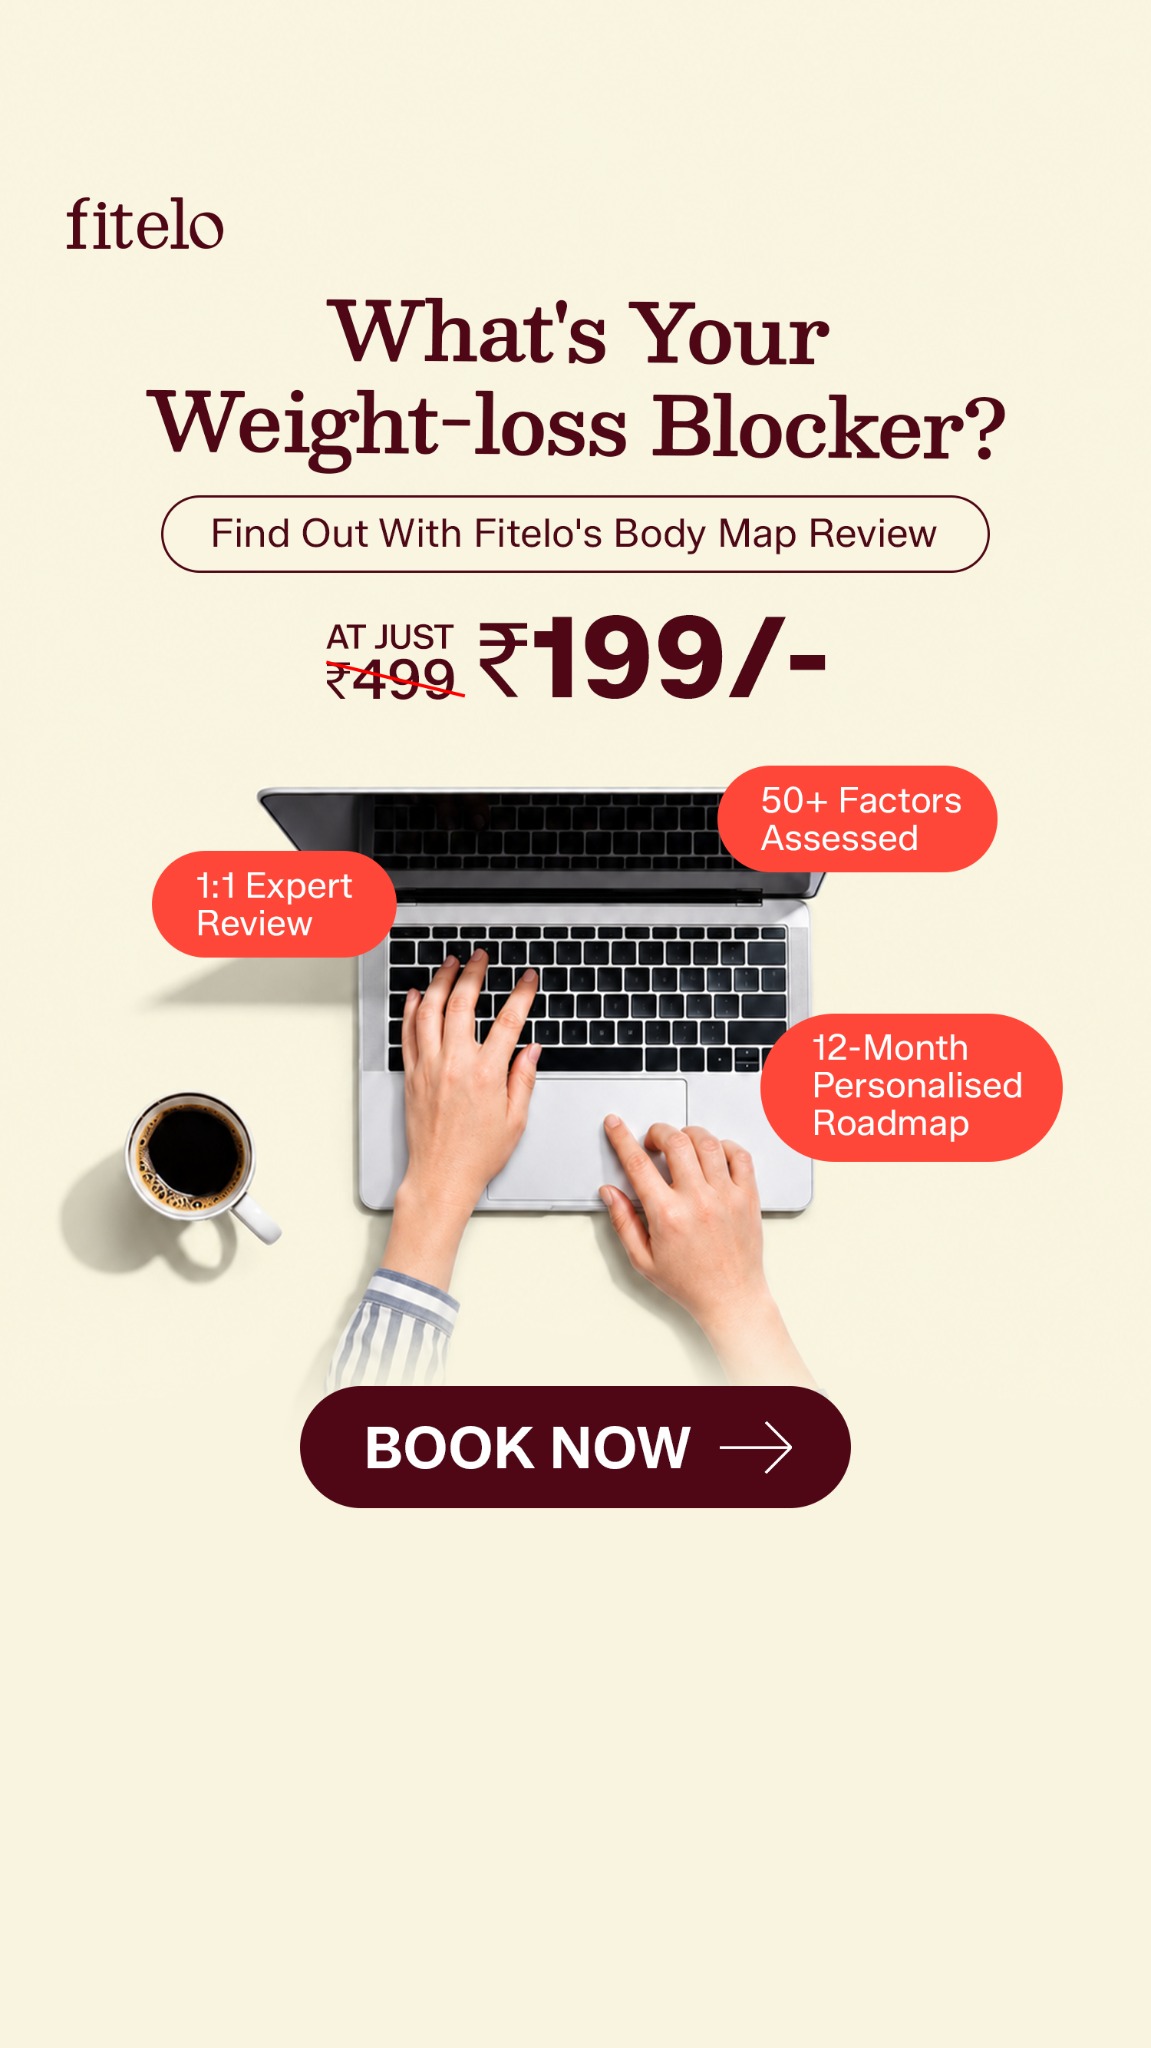 fitelo
What's Your
Weight-loss Blocker?
Find Out With Fitelo's Body Map Review
AT JUST
₹499 ₹199/-
50+ Factors
Assessed
1:1 Expert
Review
12-Month
Personalised
Roadmap
BOOK NOW